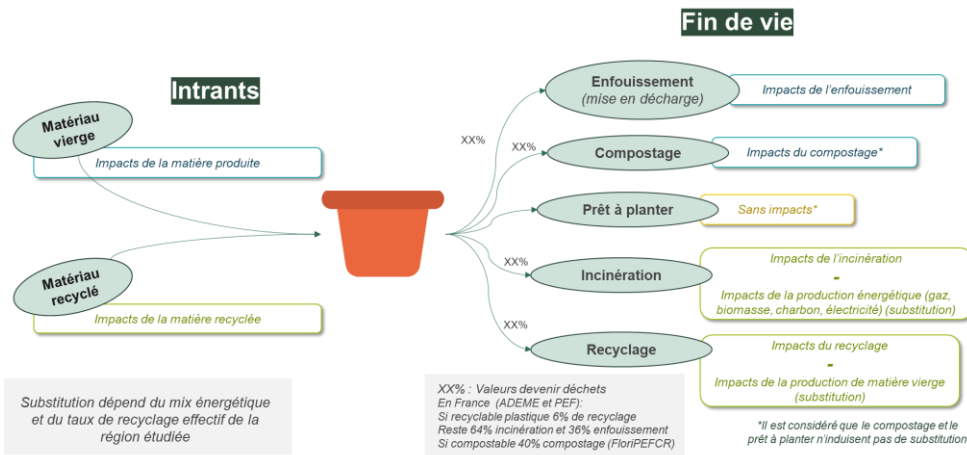 Fin de vie
Intrants
Matériau
vierge
Impacts de la matière produite
Matériau
recyclé
Impacts de la matière recyclée
Substitution dépend du mix énergétique
et du taux de recyclage effectif de la
région étudiée
XX%
Enfouissement
(mise en décharge)
Impacts de l'enfouissement
XX%
Compostage
Impacts du compostage*
Prêt à planter
Sans impacts*
XX%
Incinération
Impacts de l'incinération
-
Impacts de la production énergétique (gaz,
biomasse, charbon, électricité) (substitution)
XX%
Recyclage
Impacts du recyclage
-
Impacts de la production de matière vierge
(substitution)
XX% : Valeurs devenir déchets
En France (ADEME et PEF):
Si recyclable plastique 6% de recyclage
Reste 64% incinération et 36% enfouissement
Si compostable 40% compostage (FloriPEFCR)
*Il est considéré que le compostage et le
prêt à planter n'induisent pas de substitution